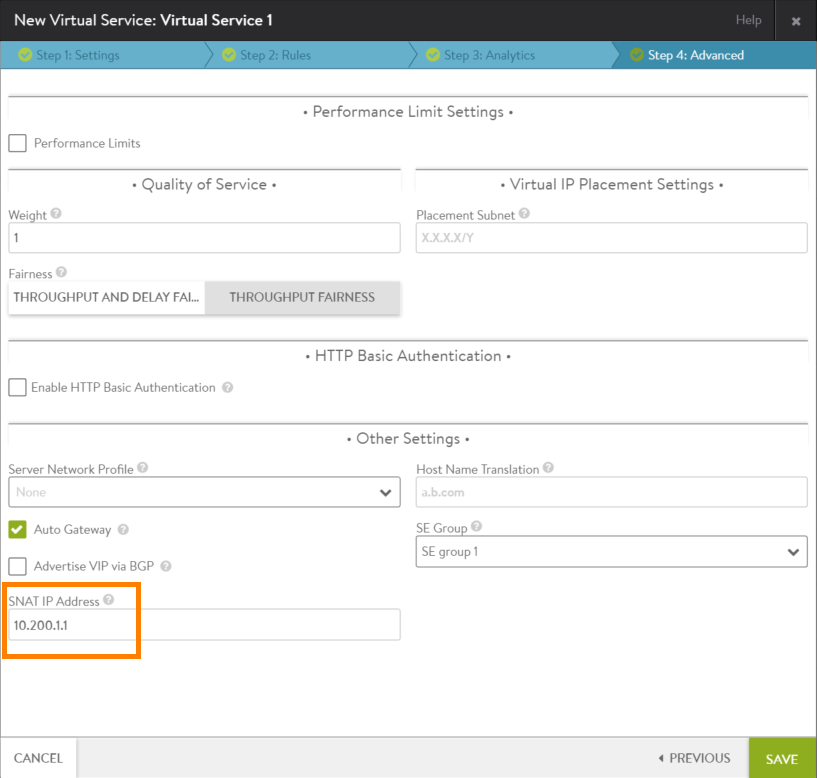 New Virtual Service: Virtual Service 1
Help
Step 1: Settings
Step 2: Rules
Step 3: Analytics
Step 4: Advanced
• Performance Limit Settings •
Performance Limits
• Quality of Service •
Weight
1
Fairness
THROUGHPUT AND DELAY FAI...
THROUGHPUT FAIRNESS
• Virtual IP Placement Settings •
Placement Subnet
X.X.X.X/Y
• HTTP Basic Authentication •
Enable HTTP Basic Authentication
• Other Settings •
Server Network Profile
None
Auto Gateway
Advertise VIP via BGP
SNAT IP Address
10.200.1.1
Host Name Translation
a.b.com
SE Group
SE group 1
CANCEL
PREVIOUS
SAVE